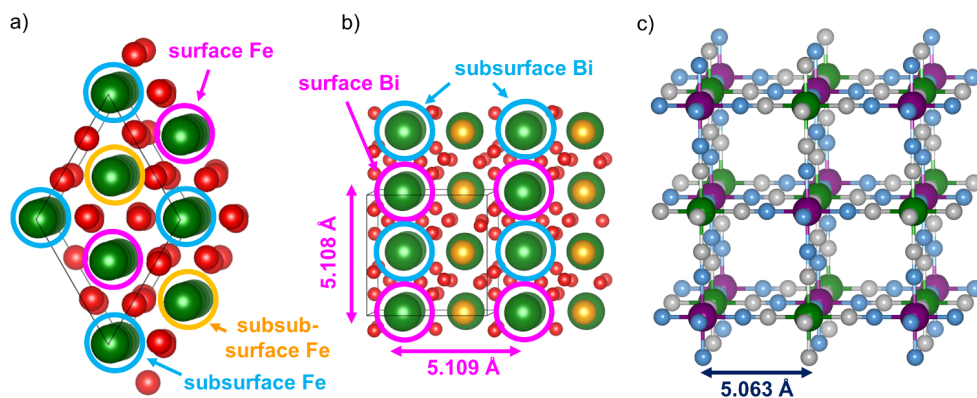 a)
surface Fe
subsub-
surface Fe
subsurface Fe
b)
subsurface Bi
surface Bi
5.108 Å
5.109 Å
c)
5.063 Å